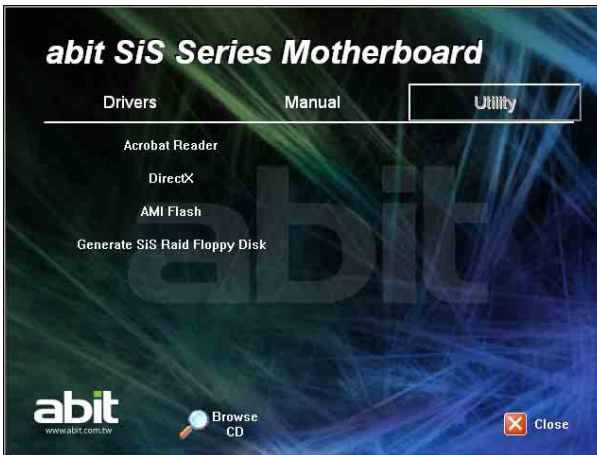 abit SiS Series Motherboard
Drivers Manual Utility
Acrobat Reader
DirectX
AMI Flash
Generate SiS Raid Floppy Disk
abit
abit
www.abit.com.tw
Browse
CD
Close